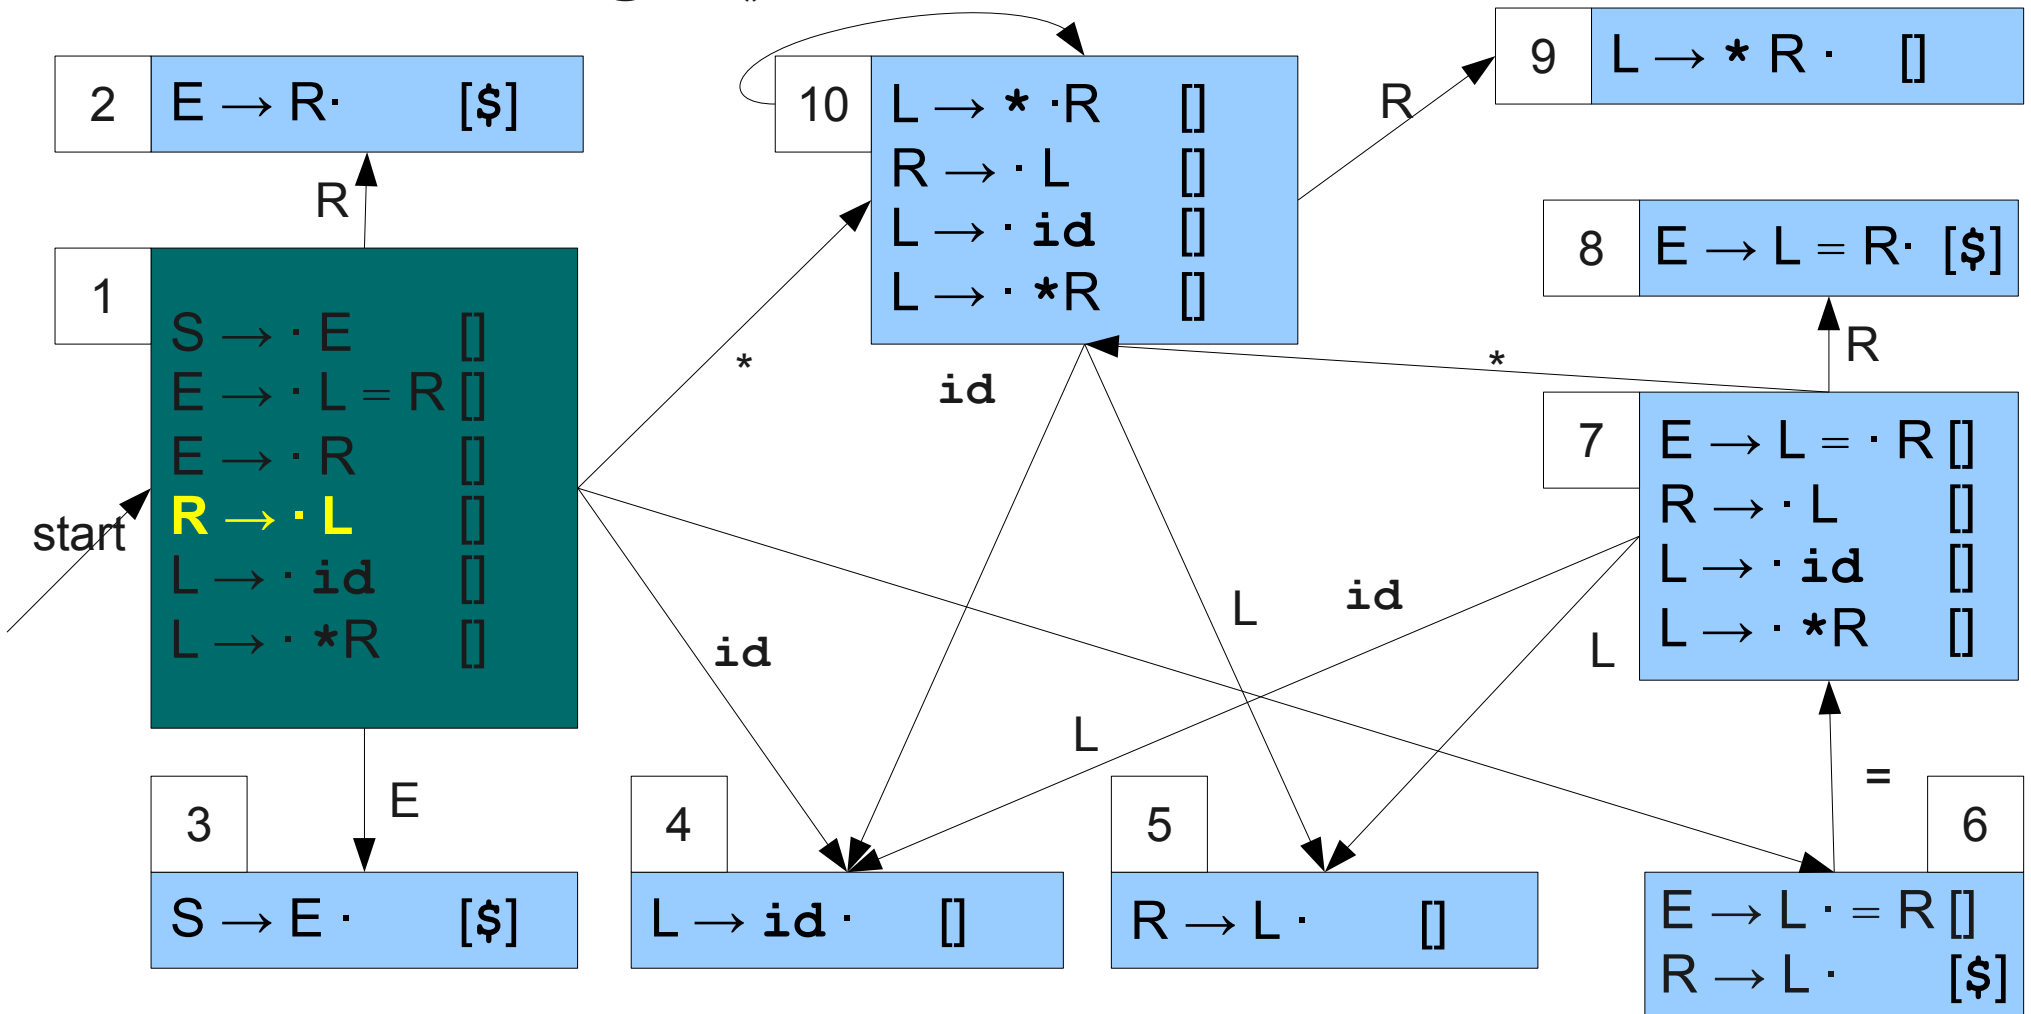 2
E → R· [$]
R
1
S → · E []
E → · L = R []
E → · R []
R → · L []
L → · id []
L → · *R []
start
E
3
S → E · [$]
10
L → * ·R []
R → · L []
L → · id []
L → · *R []
*
id
id
L
L
id
L
*
R
9
L → * R · []
8
E → L = R· [$]
R
7
E → L = · R []
R → · L []
L → · id []
L → · *R []
=
4
L → id · []
5
R → L · []
6
E → L · = R []
R → L · [$]